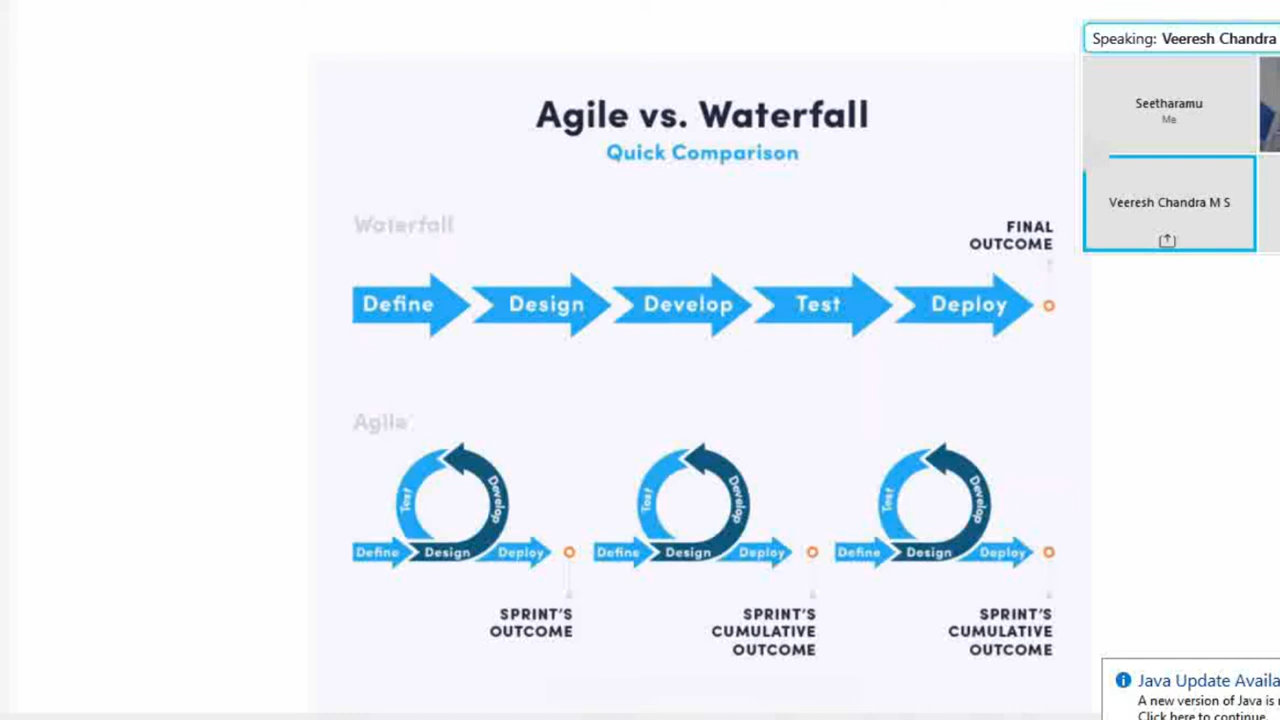 Speaking: Veeresh Chandra
Seetharamu
Me
Veeresh Chandra M S
Agile vs. Waterfall
Quick Comparison
Waterfall
FINAL
OUTCOME
Define Design Develop Test Deploy
Agile
Test Develop Test Develop Test Develop
Define Design Deploy Define Design Deploy Define Design Deploy
SPRINT'S
OUTCOME
SPRINT'S
CUMULATIVE
OUTCOME
SPRINT'S
CUMULATIVE
OUTCOME
Java Update Availa
A new version of Java is
Click here to continue.